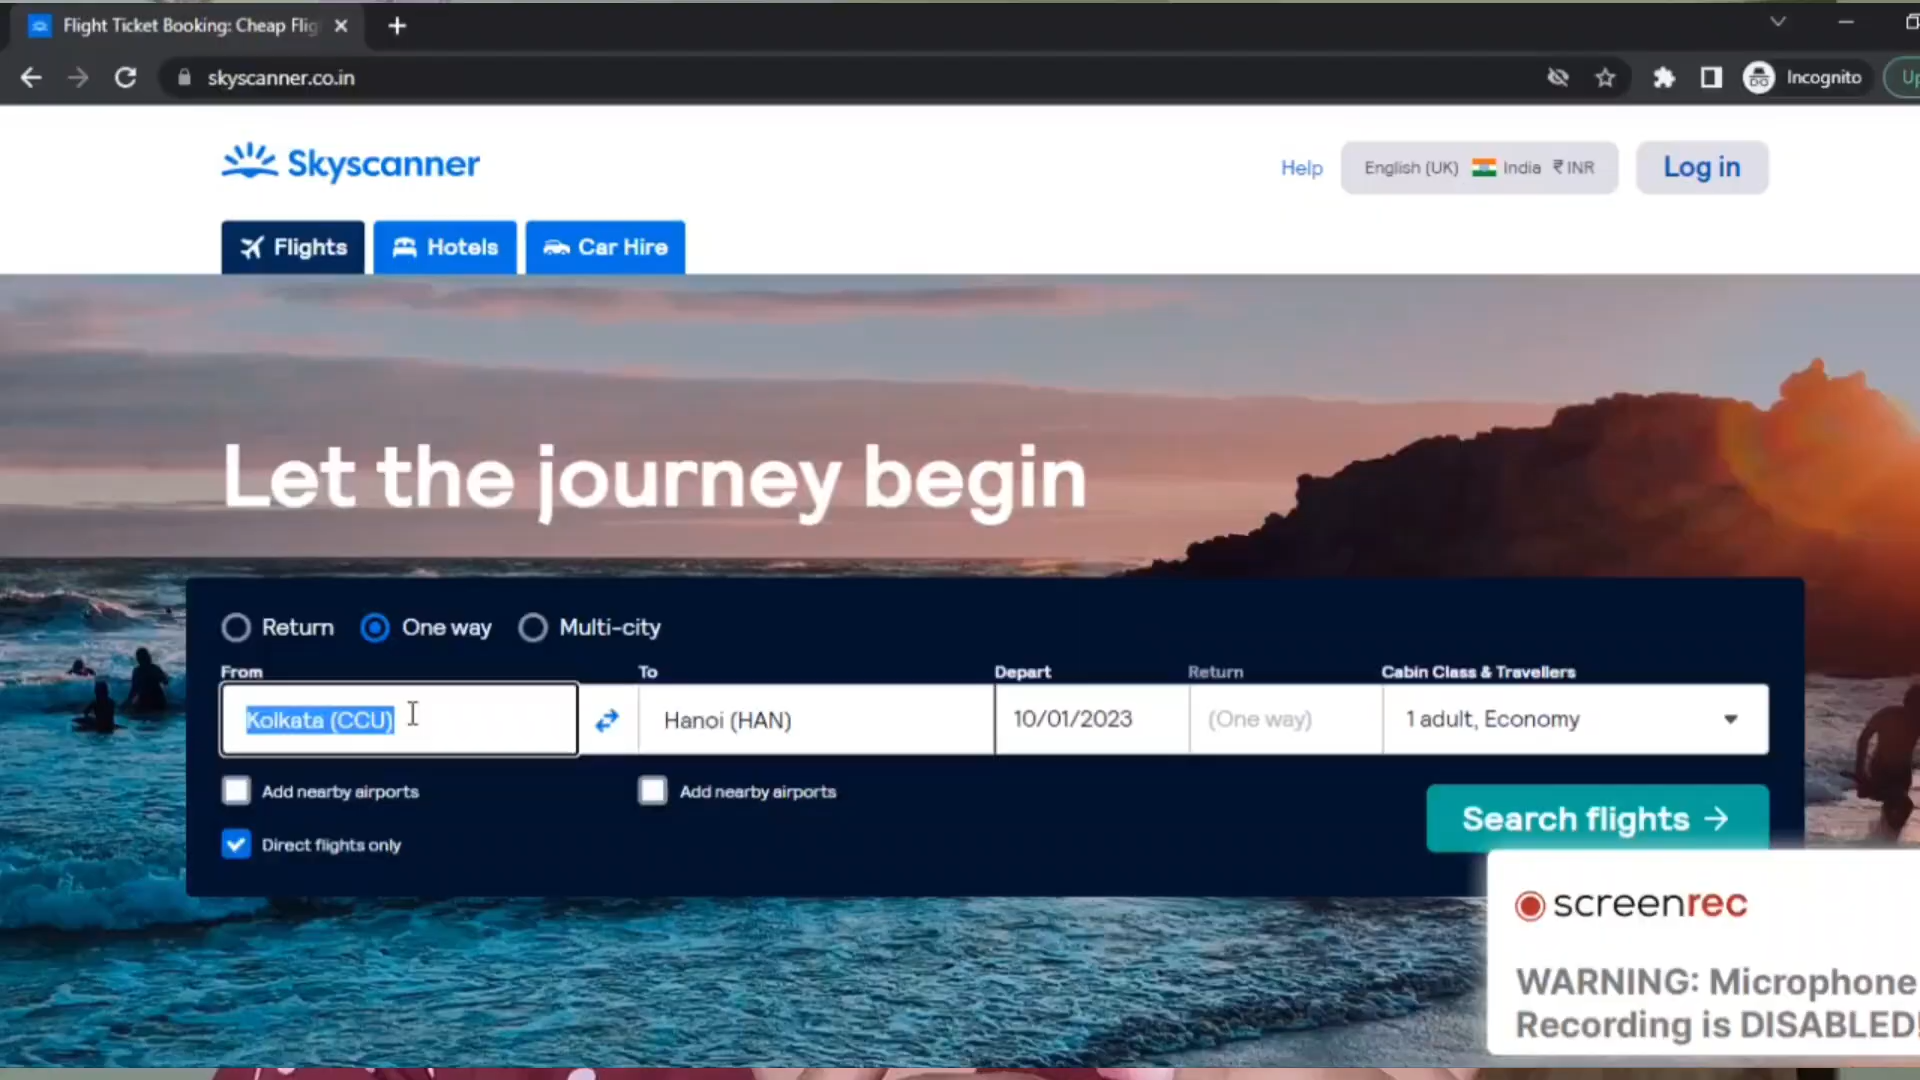 Flight Ticket Booking: Cheap Flig
skyscanner.co.in
Incognito
Up
Skyscanner
Help
English (UK) India ₹ INR
Log in
Flights
Hotels
Car Hire
Let the journey begin
Return
One way
Multi-city
From
To
Depart
Return
Cabin Class & Travellers
Kolkata (CCU)
Hanoi (HAN)
10/01/2023
(One way)
1 adult, Economy
Add nearby airports
Add nearby airports
Direct flights only
Search flights
screenrec
WARNING: Microphone
Recording is DISABLED!